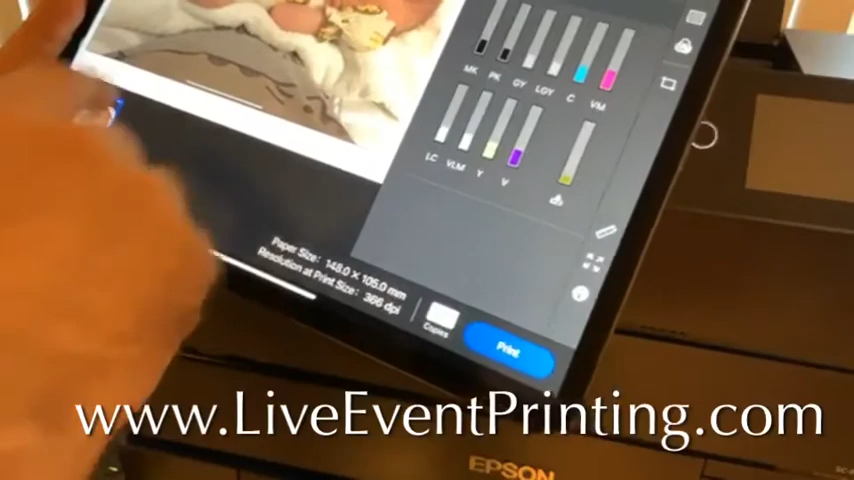 MK PK GY LGY C VM
LC VLM Y V
Paper Size: 148.0 × 105.0 mm
Resolution at Print Size: 366 dpi
Copies
Print
www.LiveEventPrinting.com
EPSON